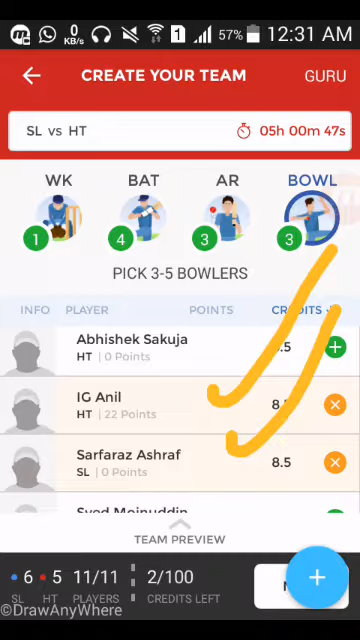 0 KB/s 1 57% 12:31 AM
CREATE YOUR TEAM GURU
SL vs HT 05h 00m 47s
WK BAT AR BOWL
1 4 3 3
PICK 3-5 BOWLERS
INFO PLAYER POINTS CREDITS
Abhishek Sakuja
HT | 0 Points
IG Anil
HT | 22 Points
Sarfaraz Ashraf
SL | 0 Points
8.5
Syed Moinuddin
TEAM PREVIEW
6 5 11/11 2/100
SL HT PLAYERS CREDITS LEFT
©DrawAnyWhere